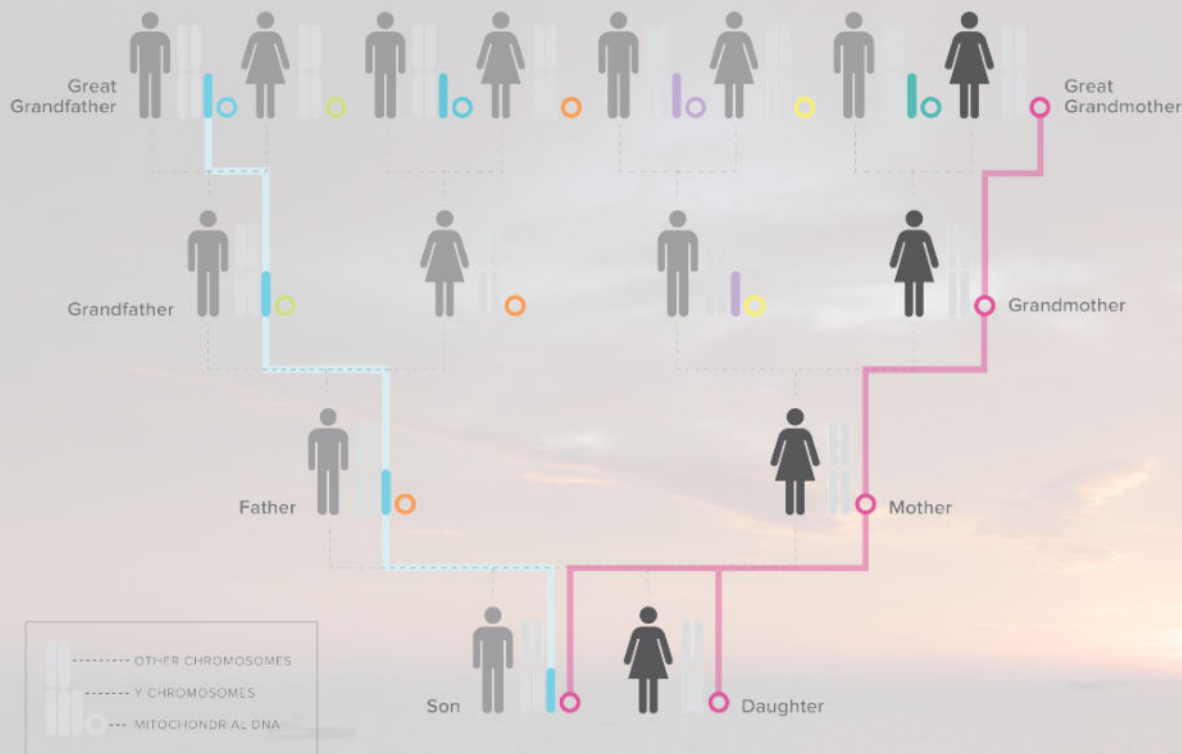 Great
Grandfather
Great
Grandmother
Grandfather
Grandmother
Father
Mother
Son
Daughter
OTHER CHROMOSOMES
Y CHROMOSOMES
MITOCHONDRIAL DNA